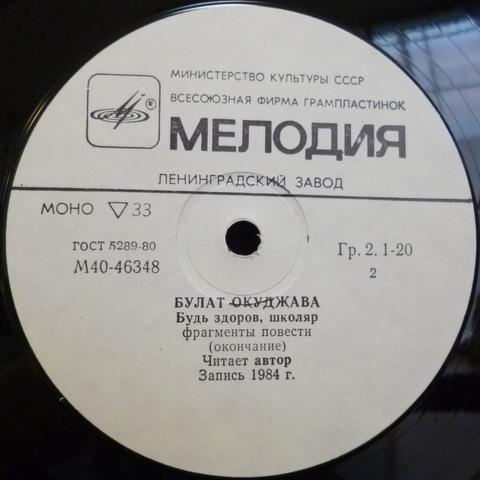 МИНИСТЕРСТВО КУЛЬТУРЫ СССР
ВСЕСОЮЗНАЯ ФИРМА ГРАМПЛАСТИНОК
®
МЕЛОДИЯ
ЛЕНИНГРАДСКИЙ ЗАВОД
МОНО ▽ 33
ГОСТ 5289-80
М40-46348
Гр. 2. 1-20
2
БУЛАТ ОКУДЖАВА
Будь здоров, школяр
фрагменты повести
(окончание)
Читает автор
Запись 1984 г.